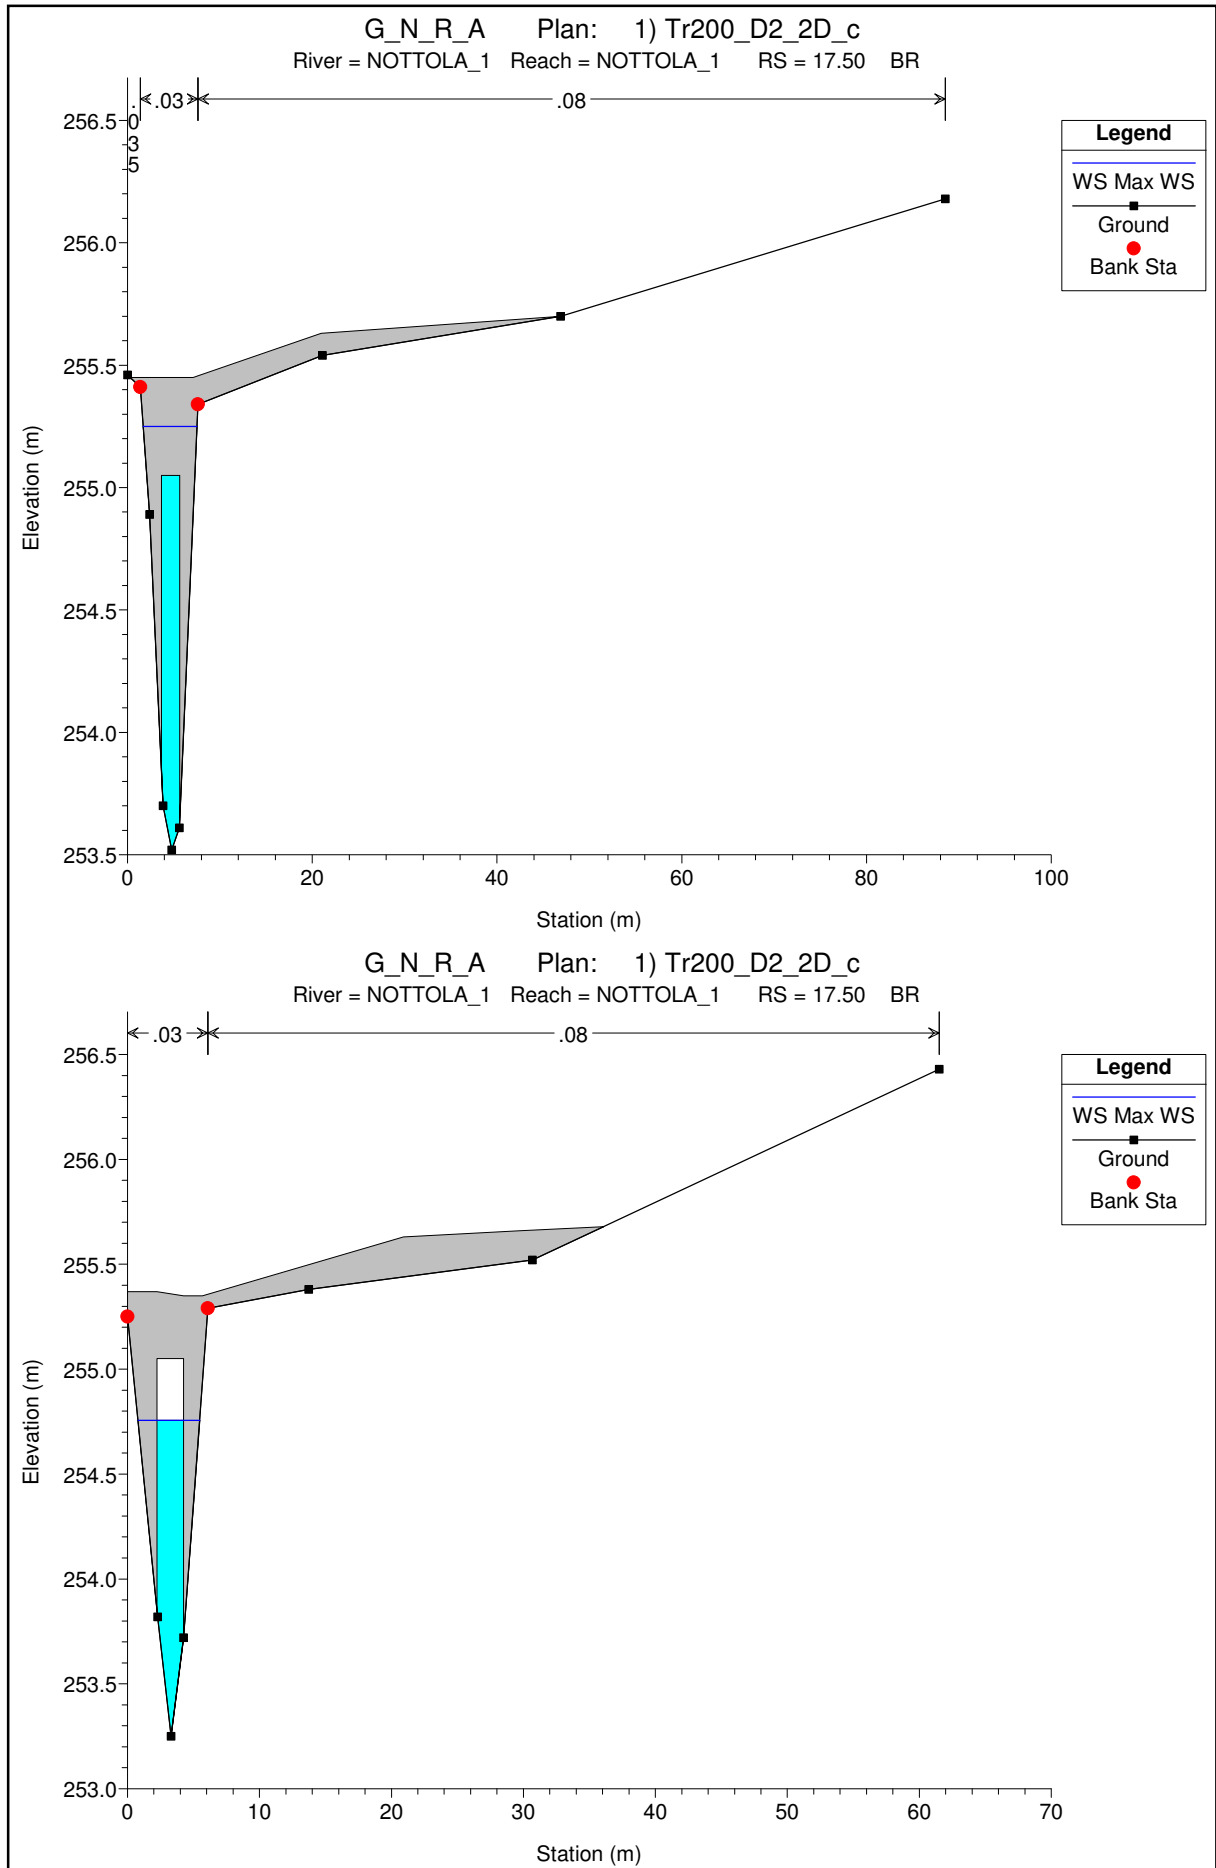 G_N_R_A Plan: 1) Tr200_D2_2D_c
River = NOTTOLA_1 Reach = NOTTOLA_1 RS = 17.50 BR
.035
.03
.08
256.5
256.0
255.5
255.0
254.5
254.0
253.5
Elevation (m)
0 20 40 60 80 100
Station (m)
Legend
WS Max WS
Ground
Bank Sta
G_N_R_A Plan: 1) Tr200_D2_2D_c
River = NOTTOLA_1 Reach = NOTTOLA_1 RS = 17.50 BR
.03
.08
256.5
256.0
255.5
255.0
254.5
254.0
253.5
253.0
Elevation (m)
0 10 20 30 40 50 60 70
Station (m)
Legend
WS Max WS
Ground
Bank Sta